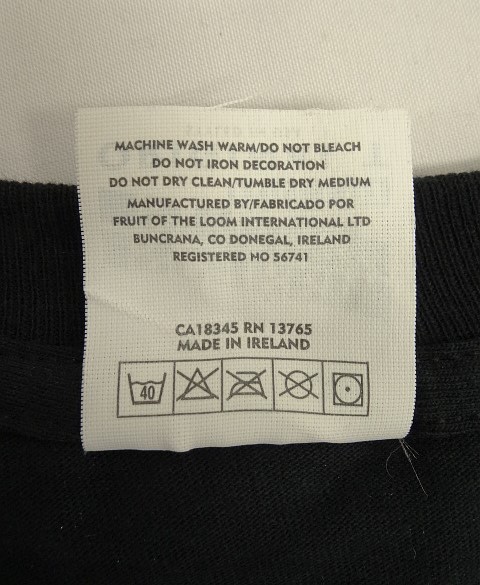 MACHINE WASH WARM/DO NOT BLEACH
DO NOT IRON DECORATION
DO NOT DRY CLEAN/TUMBLE DRY MEDIUM
MANUFACTURED BY/FABRICADO POR
FRUIT OF THE LOOM INTERNATIONAL LTD
BUNCRANA, CO DONEGAL, IRELAND
REGISTERED NO 56741
CA18345 RN 13765
MADE IN IRELAND
40